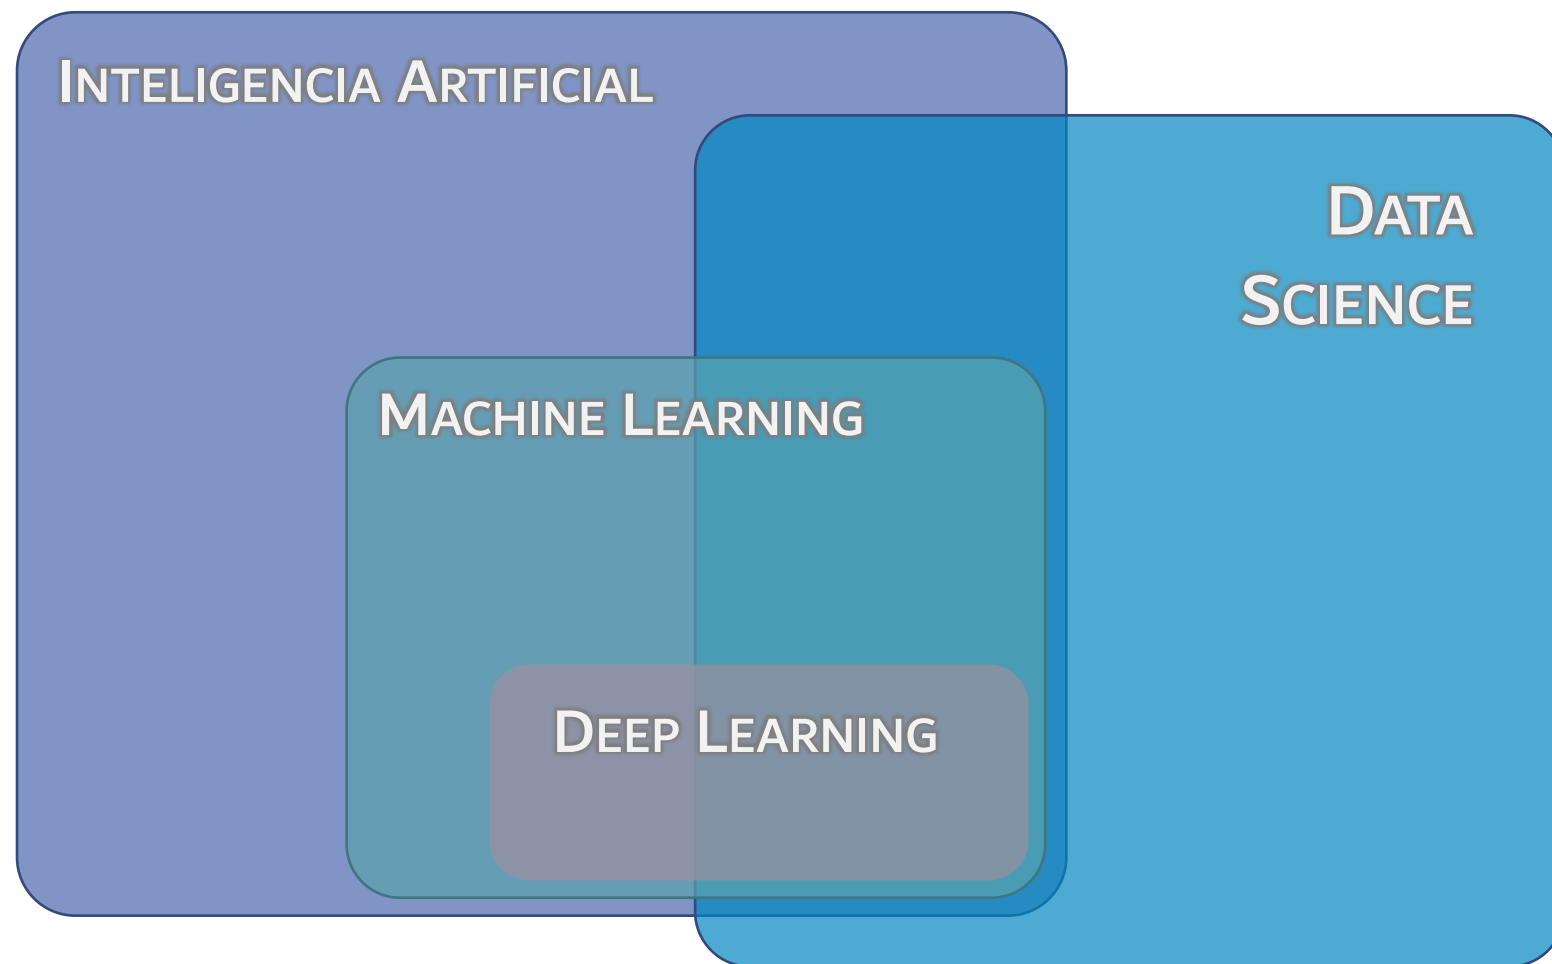 Inteligencia Artificial
Data
Science
Machine Learning
Deep Learning